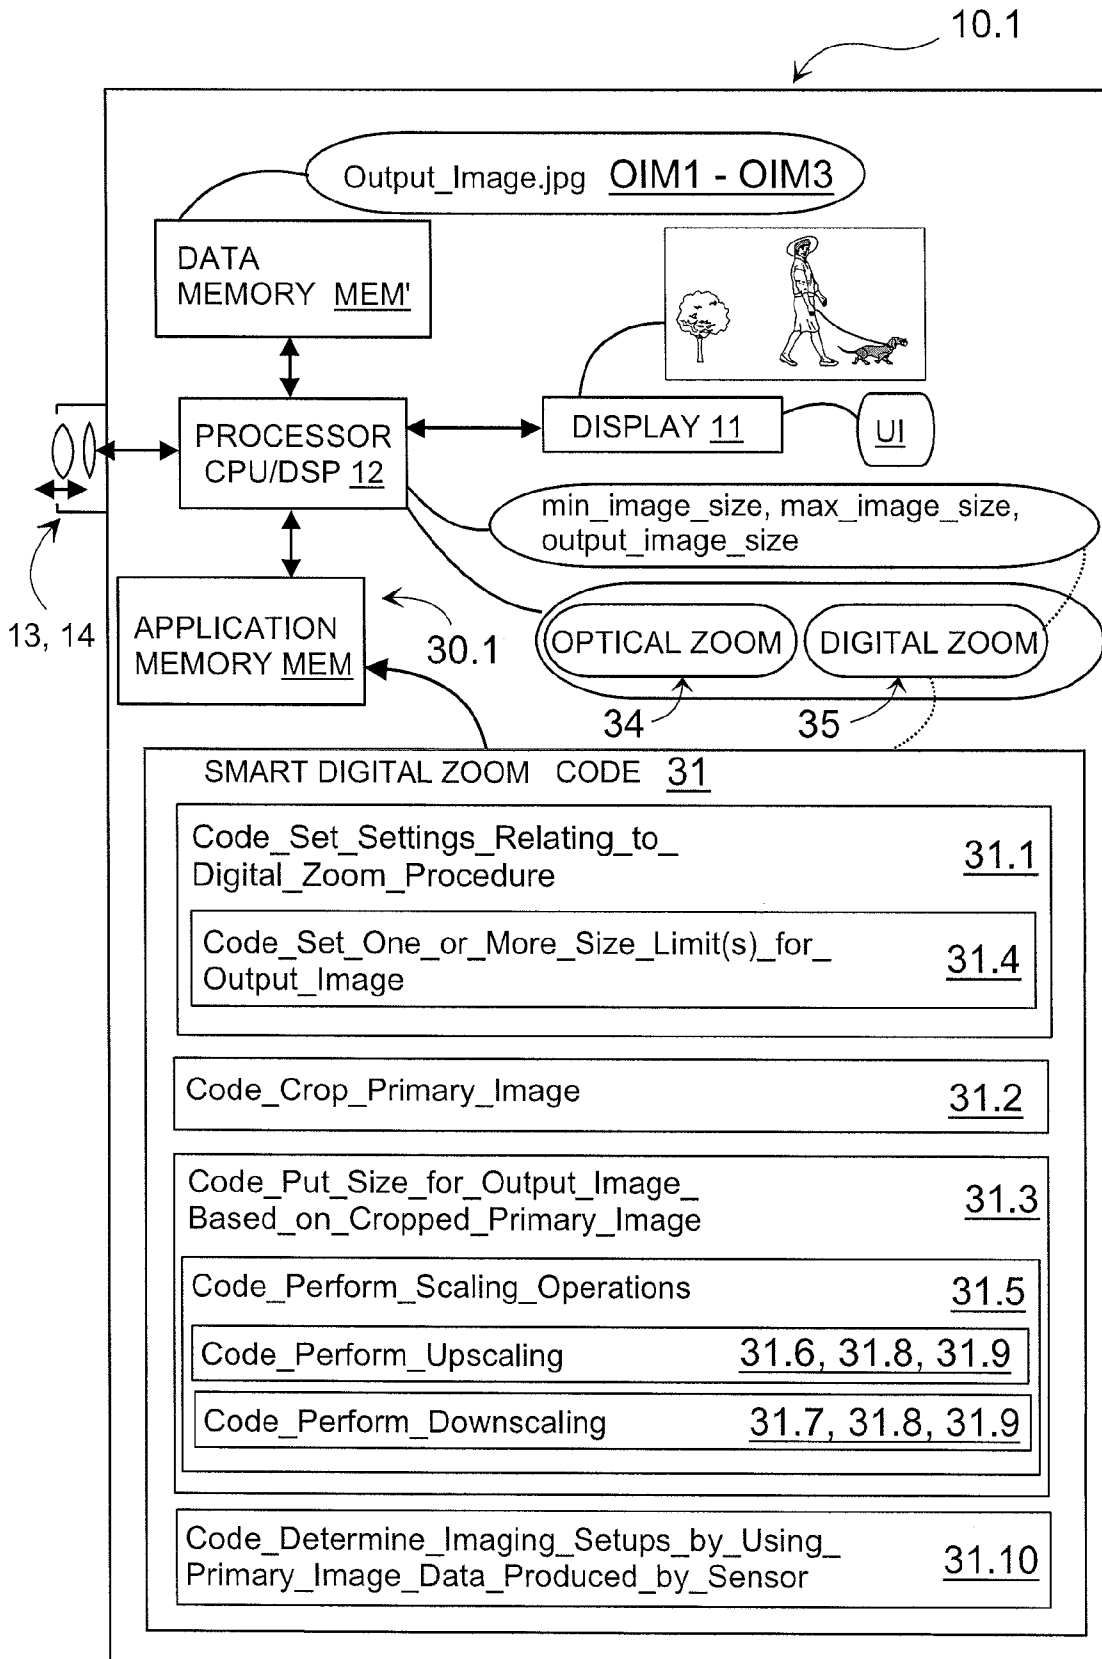 10.1
Output_Image.jpg OIM1 - OIM3
DATA
MEMORY MEM'
PROCESSOR
CPU/DSP 12
DISPLAY 11
UI
min_image_size, max_image_size,
output_image_size
13, 14
APPLICATION
MEMORY MEM
30.1
OPTICAL ZOOM
DIGITAL ZOOM
34
35
SMART DIGITAL ZOOM CODE 31
Code_Set_Settings_Relating_to_
Digital_Zoom_Procedure
31.1
Code_Set_One_or_More_Size_Limit(s)_for_
Output_Image
31.4
Code_Crop_Primary_Image
31.2
Code_Put_Size_for_Output_Image_
Based_on_Cropped_Primary_Image
31.3
Code_Perform_Scaling_Operations
31.5
Code_Perform_Upscaling
31.6, 31.8, 31.9
Code_Perform_Downscaling
31.7, 31.8, 31.9
Code_Determine_Imaging_Setups_by_Using_
Primary_Image_Data_Produced_by_Sensor
31.10